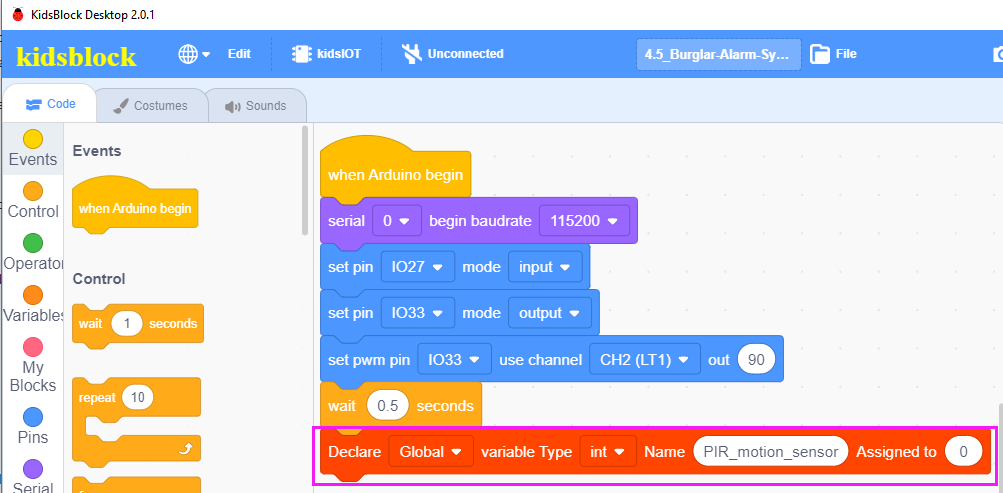 KidsBlock Desktop 2.0.1
kidsblock Edit kidsIOT Unconnected 4.5_Burglar-Alarm-Sy... File
Code Costumes Sounds
Events
Control
Operator
Variables
My
Blocks
Pins
Serial
Events
when Arduino begin
Control
wait 1 seconds
repeat 10
when Arduino begin
serial 0 begin baudrate 115200
set pin IO27 mode input
set pin IO33 mode output
set pwm pin IO33 use channel CH2 (LT1) out 90
wait 0.5 seconds
Declare Global variable Type int Name PIR_motion_sensor Assigned to 0